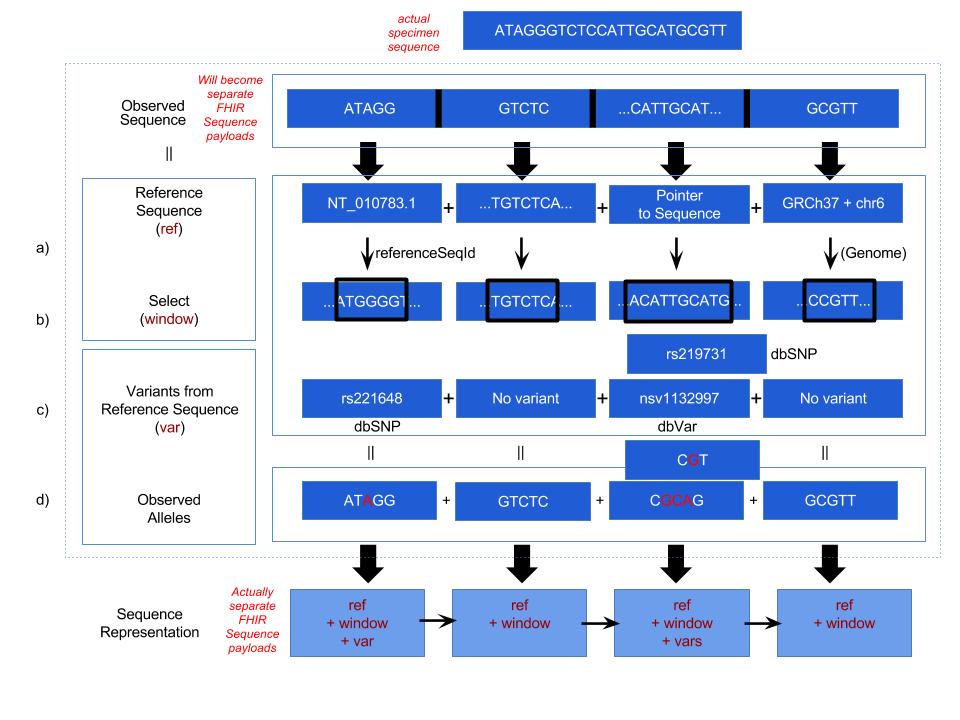 actual
specimen
sequence
ATAGGGTCTCCATTGCATGCGTT
Will become
separate
FHIR
Sequence
payloads
Observed
Sequence
ATAGG
GTCTC
...CATTGCAT...
GCGTT
||
Reference
Sequence
(ref)
NT_010783.1
+
...TGTCTCA...
+
Pointer
to Sequence
+
GRCh37 + chr6
a)
referenceSeqId
(Genome)
Select
(window)
...ATGGGGT...
...TGTCTCA...
...ACATTGCATG...
...CCGTT...
b)
rs219731
dbSNP
Variants from
Reference Sequence
(var)
rs221648
+
No variant
+
nsv1132997
+
No variant
c)
dbSNP
dbVar
||
||
||
CGT
d)
Observed
Alleles
ATAGG
+
GTCTC
+
CGCAG
+
GCGTT
Sequence
Representation
Actually
separate
FHIR
Sequence
payloads
ref
+ window
+ var
ref
+ window
ref
+ window
+ vars
ref
+ window